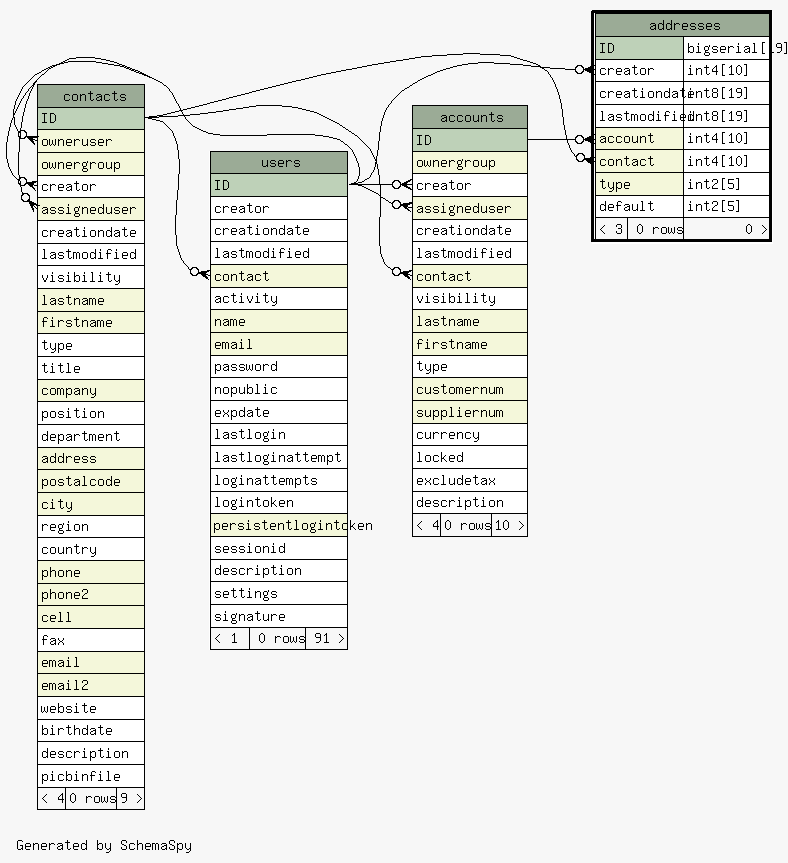 contacts
ID
owneruser
ownergroup
creator
assigneduser
creationdate
lastmodified
visibility
lastname
firstname
type
title
company
position
department
address
postalcode
city
region
country
phone
phone2
cell
fax
email
email2
website
birthdate
description
picbinfile
< 4 0 rows 9 >
users
ID
creator
creationdate
lastmodified
contact
activity
name
email
password
nopublic
expdate
lastlogin
lastloginattempt
loginattempts
logintoken
persistentlogintoken
sessionid
description
settings
signature
< 1 0 rows 91 >
accounts
ID
ownergroup
creator
assigneduser
creationdate
lastmodified
contact
visibility
lastname
firstname
type
customernum
suppliernum
currency
locked
excludetax
description
< 4 0 rows 10 >
addresses
ID bigserial[19]
creator int4[10]
creationdate int8[19]
lastmodified int8[19]
account int4[10]
contact int4[10]
type int2[5]
default int2[5]
< 3 0 rows 0 >
Generated by SchemaSpy